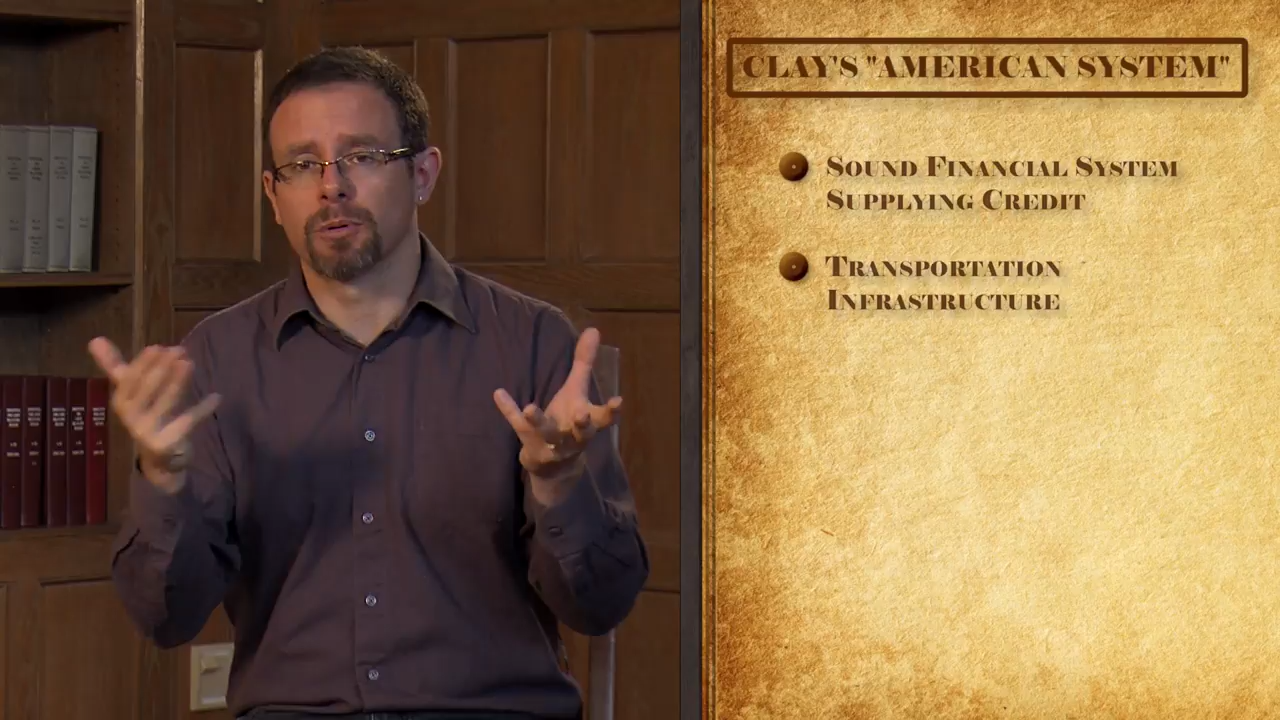 CLAY'S "AMERICAN SYSTEM"
SOUND FINANCIAL SYSTEM
SUPPLYING CREDIT
TRANSPORTATION
INFRASTRUCTURE